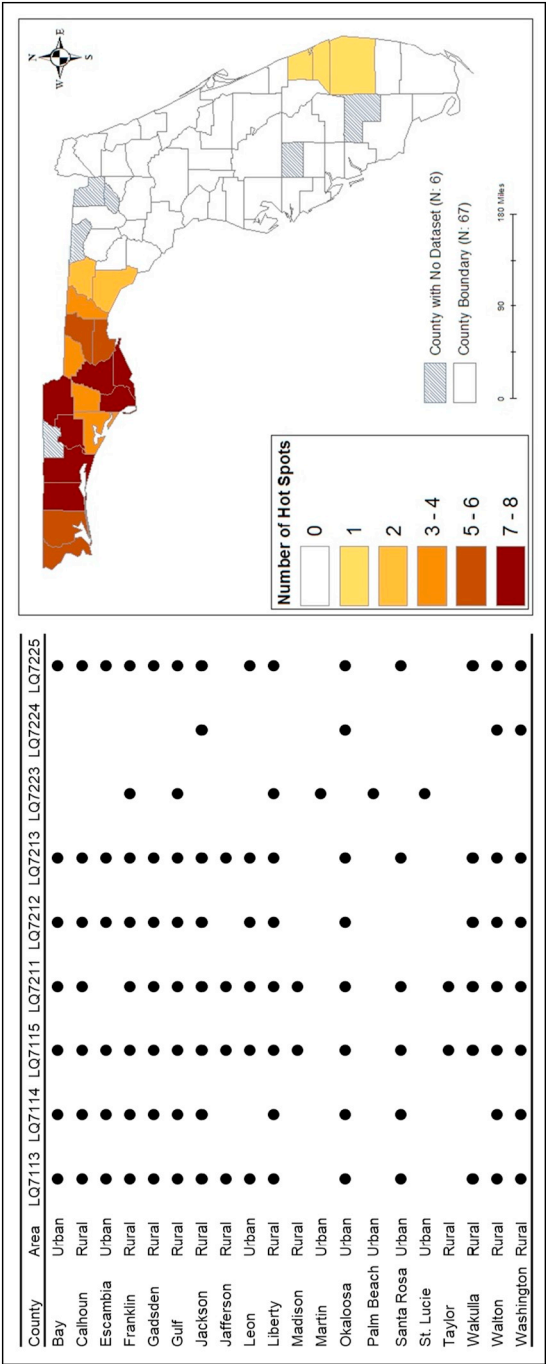 County Area LQ7113 LQ7114 LQ7115 LQ7211 LQ7212 LQ7213 LQ7223 LQ7224 LQ7225
Bay Urban
Calhoun Rural
Escambia Urban
Franklin Rural
Gadsden Rural
Gulf Rural
Jackson Rural
Jafferson Rural
Leon Urban
Liberty Rural
Madison Rural
Martin Urban
Okaloosa Urban
Palm Beach Urban
Santa Rosa Urban
St. Lucie Urban
Taylor Rural
Wakulla Rural
Walton Rural
Washington Rural
N
W E
S
Number of Hot Spots
0
1
2
3 - 4
5 - 6
7 - 8
County with No Dataset (N: 6)
County Boundary (N: 67)
0 90 180 Miles